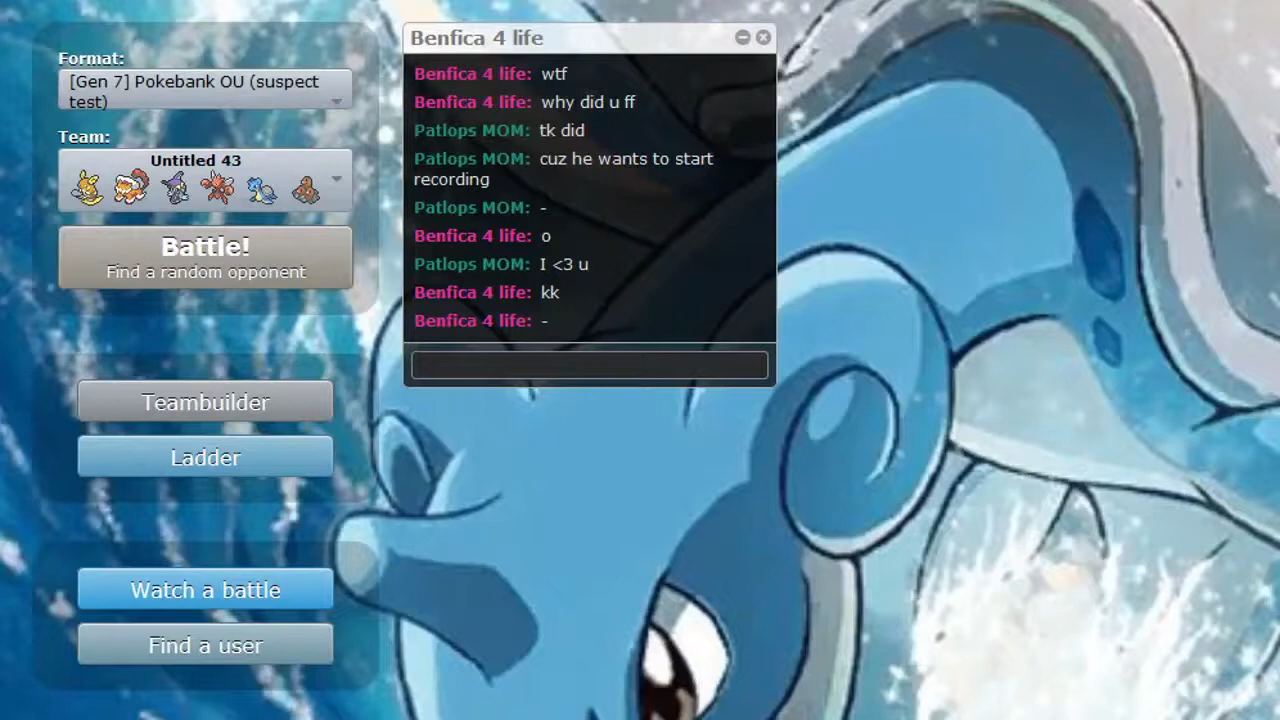 Format:
[Gen 7] Pokebank OU (suspect
test)
Team:
Untitled 43
Battle!
Find a random opponent
Teambuilder
Ladder
Watch a battle
Find a user
Benfica 4 life
Benfica 4 life: wtf
Benfica 4 life: why did u ff
Patlops MOM: tk did
Patlops MOM: cuz he wants to start
recording
Patlops MOM: -
Benfica 4 life: o
Patlops MOM: I <3 u
Benfica 4 life: kk
Benfica 4 life: -